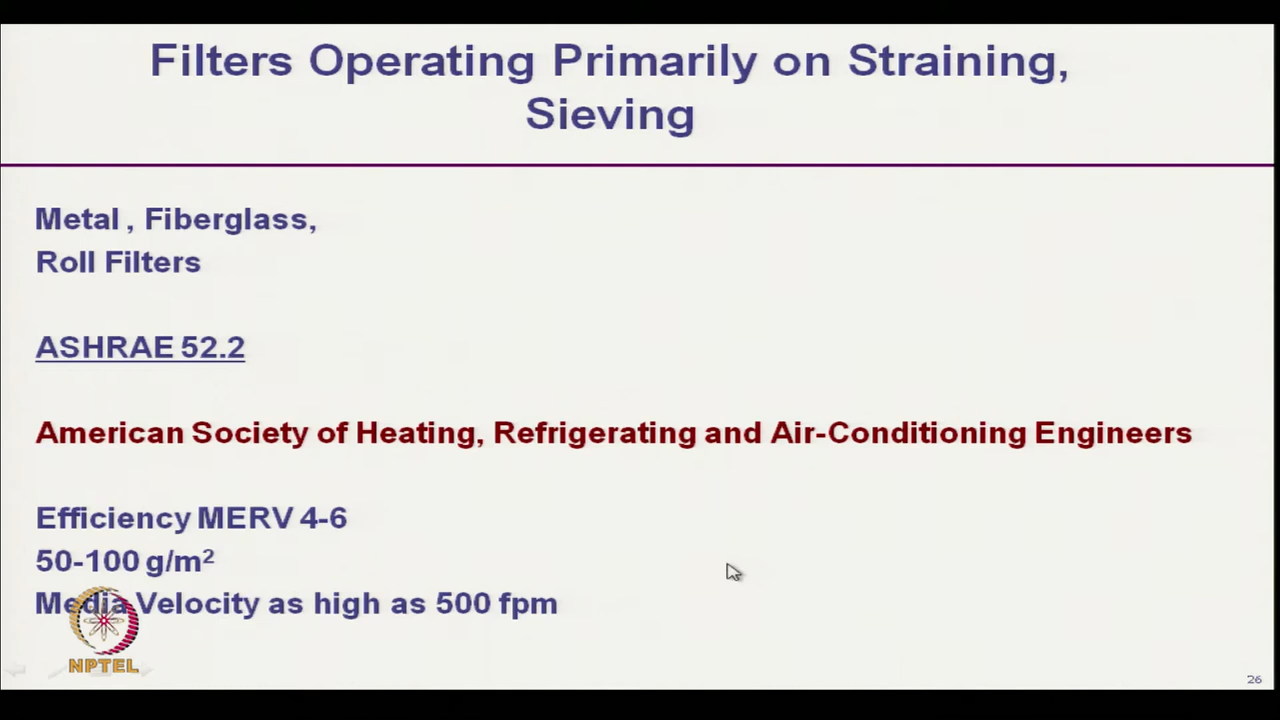 Filters Operating Primarily on Straining,
Sieving
Metal , Fiberglass,
Roll Filters
ASHRAE 52.2
American Society of Heating, Refrigerating and Air-Conditioning Engineers
Efficiency MERV 4-6
50-100 g/m²
Media Velocity as high as 500 fpm
NPTEL
26